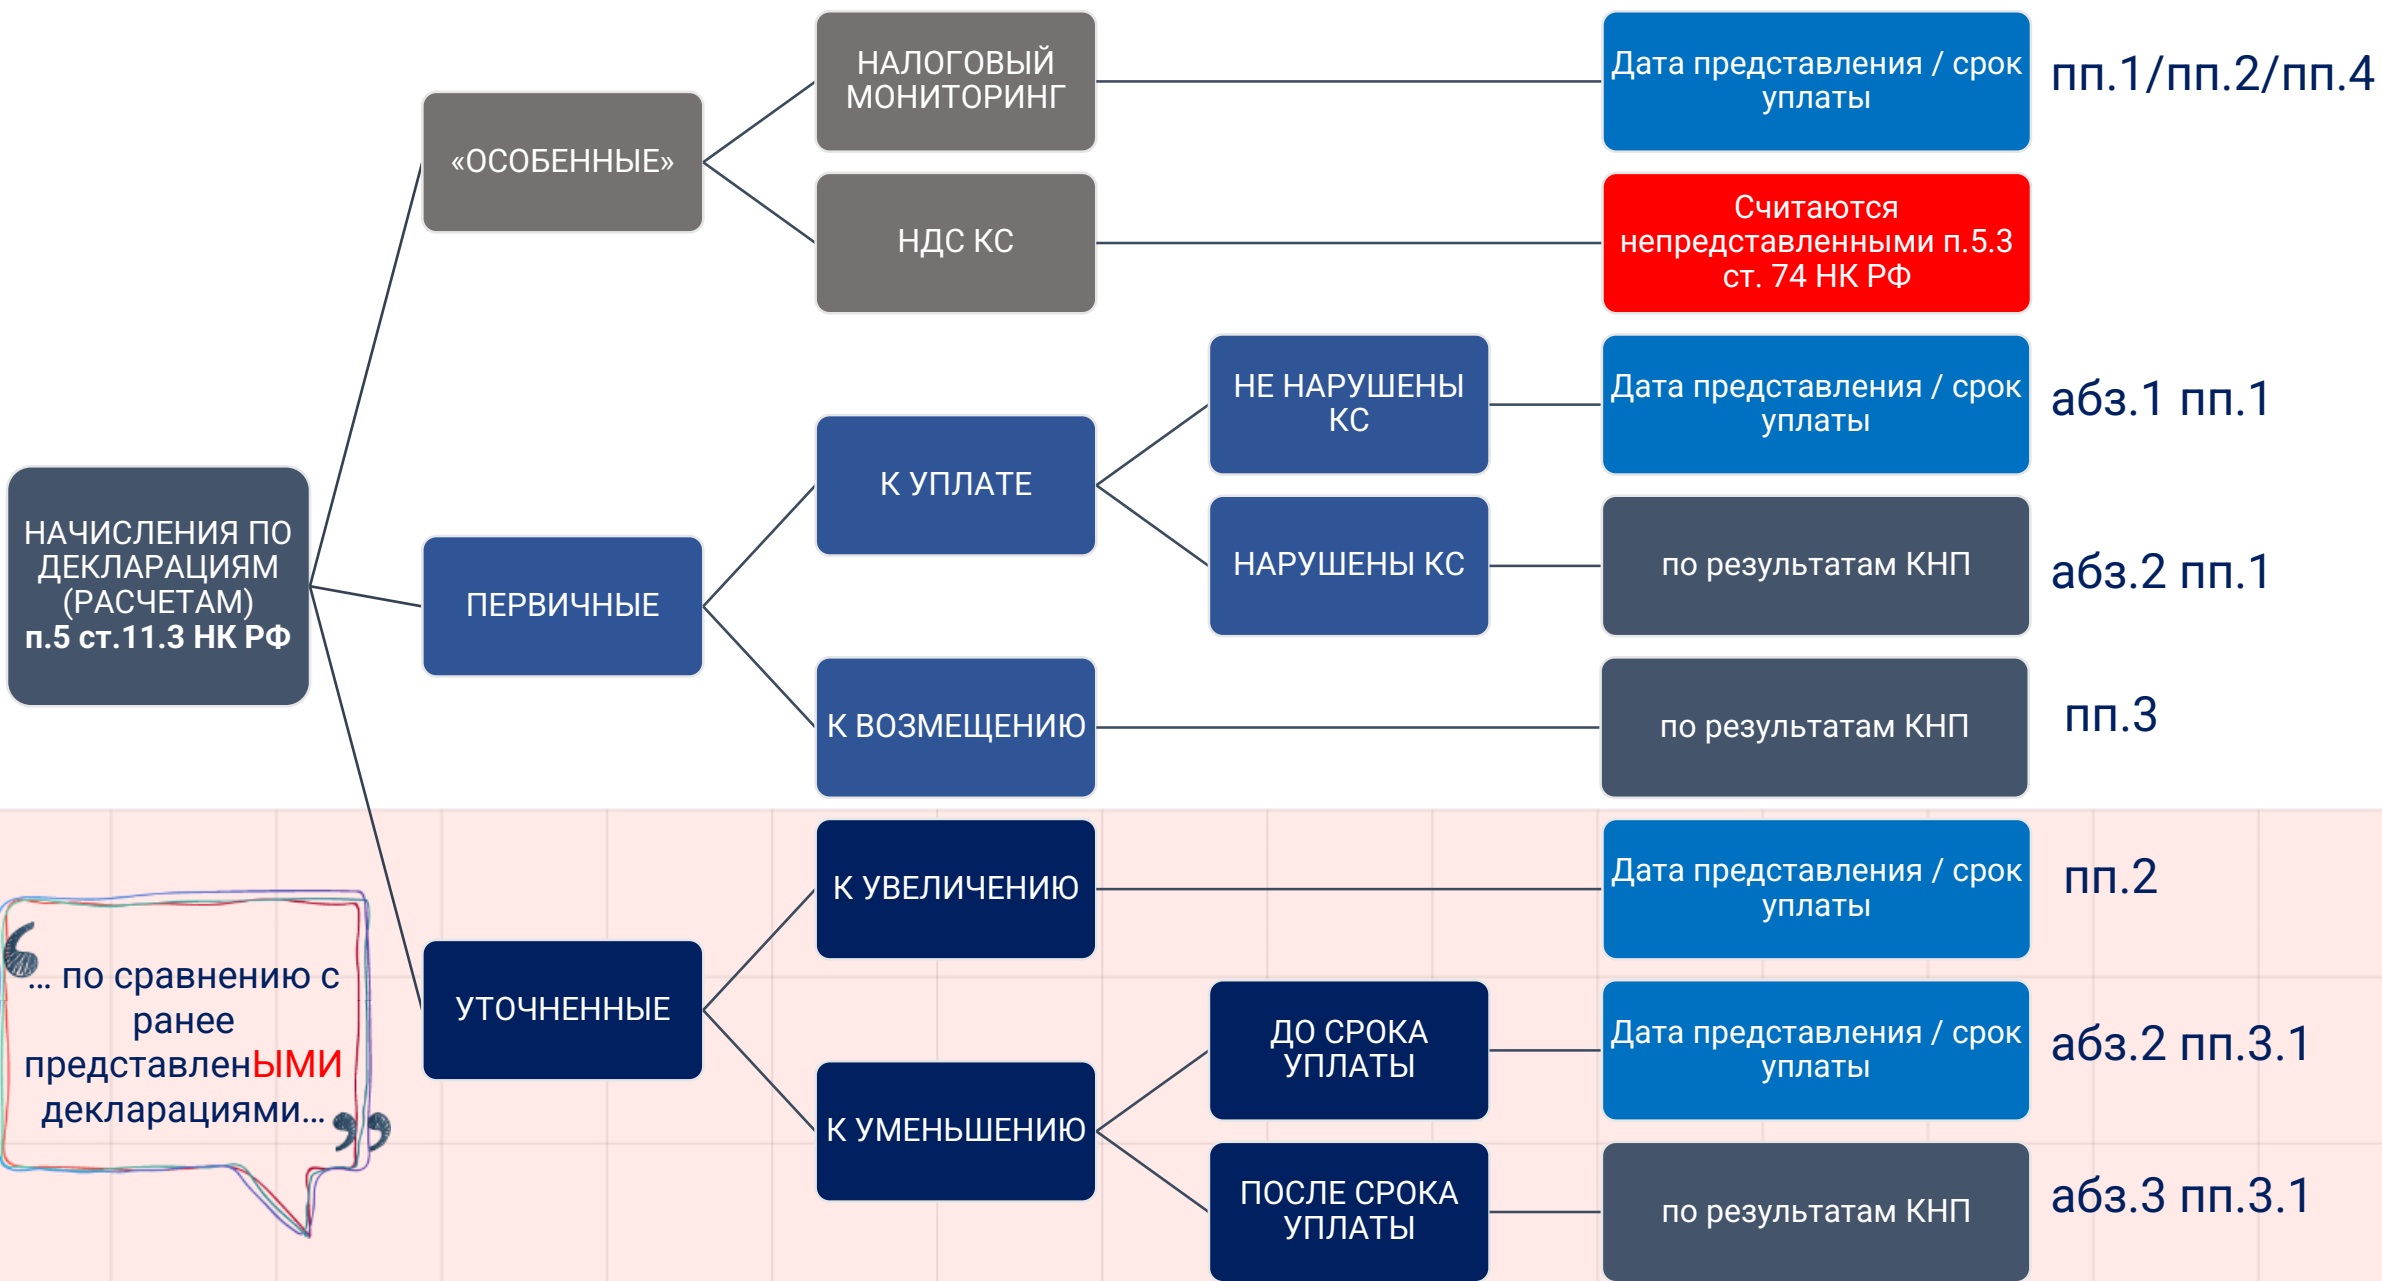 НАЧИСЛЕНИЯ ПО
ДЕКЛАРАЦИЯМ
(РАСЧЕТАМ)
п.5 ст.11.3 НК РФ
«ОСОБЕННЫЕ»
НАЛОГОВЫЙ
МОНИТОРИНГ
Дата представления / срок
уплаты
пп.1/пп.2/пп.4
НДС КС
Считаются
непредставленными п.5.3
ст. 74 НК РФ
ПЕРВИЧНЫЕ
К УПЛАТЕ
НЕ НАРУШЕНЫ
КС
Дата представления / срок
уплаты
абз.1 пп.1
НАРУШЕНЫ КС
по результатам КНП
абз.2 пп.1
К ВОЗМЕЩЕНИЮ
по результатам КНП
пп.3
УТОЧНЕННЫЕ
К УВЕЛИЧЕНИЮ
Дата представления / срок
уплаты
пп.2
К УМЕНЬШЕНИЮ
ДО СРОКА
УПЛАТЫ
Дата представления / срок
уплаты
абз.2 пп.3.1
ПОСЛЕ СРОКА
УПЛАТЫ
по результатам КНП
абз.3 пп.3.1
... по сравнению с
ранее
представленЫМИ
декларациями...